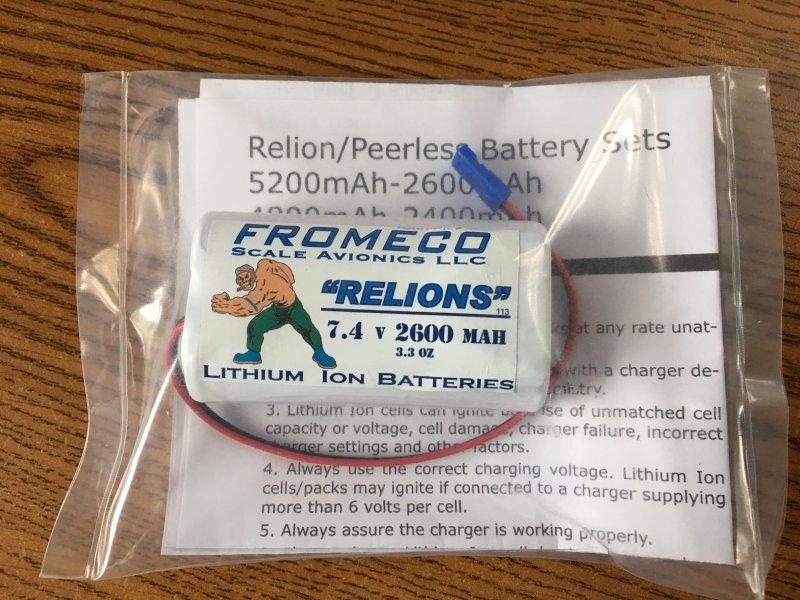 Relion/Peerless Battery Sets
5200mAh-2600mAh
4800mAh-2400mAh
FROMECO
SCALE AVIONICS LLC
"RELIONS"
113
7.4 V 2600 MAH
3.3 OZ
LITHIUM ION BATTERIES
at any rate unat-
with a charger de-
3. Lithium Ion cells can ignite of unmatched cell
capacity or voltage, cell damage, charger failure, incorrect
charger settings and other factors.
4. Always use the correct charging voltage. Lithium Ion
cells/packs may ignite if connected to a charger supplying
more than 6 volts per cell.
5. Always assure the charger is working properly.